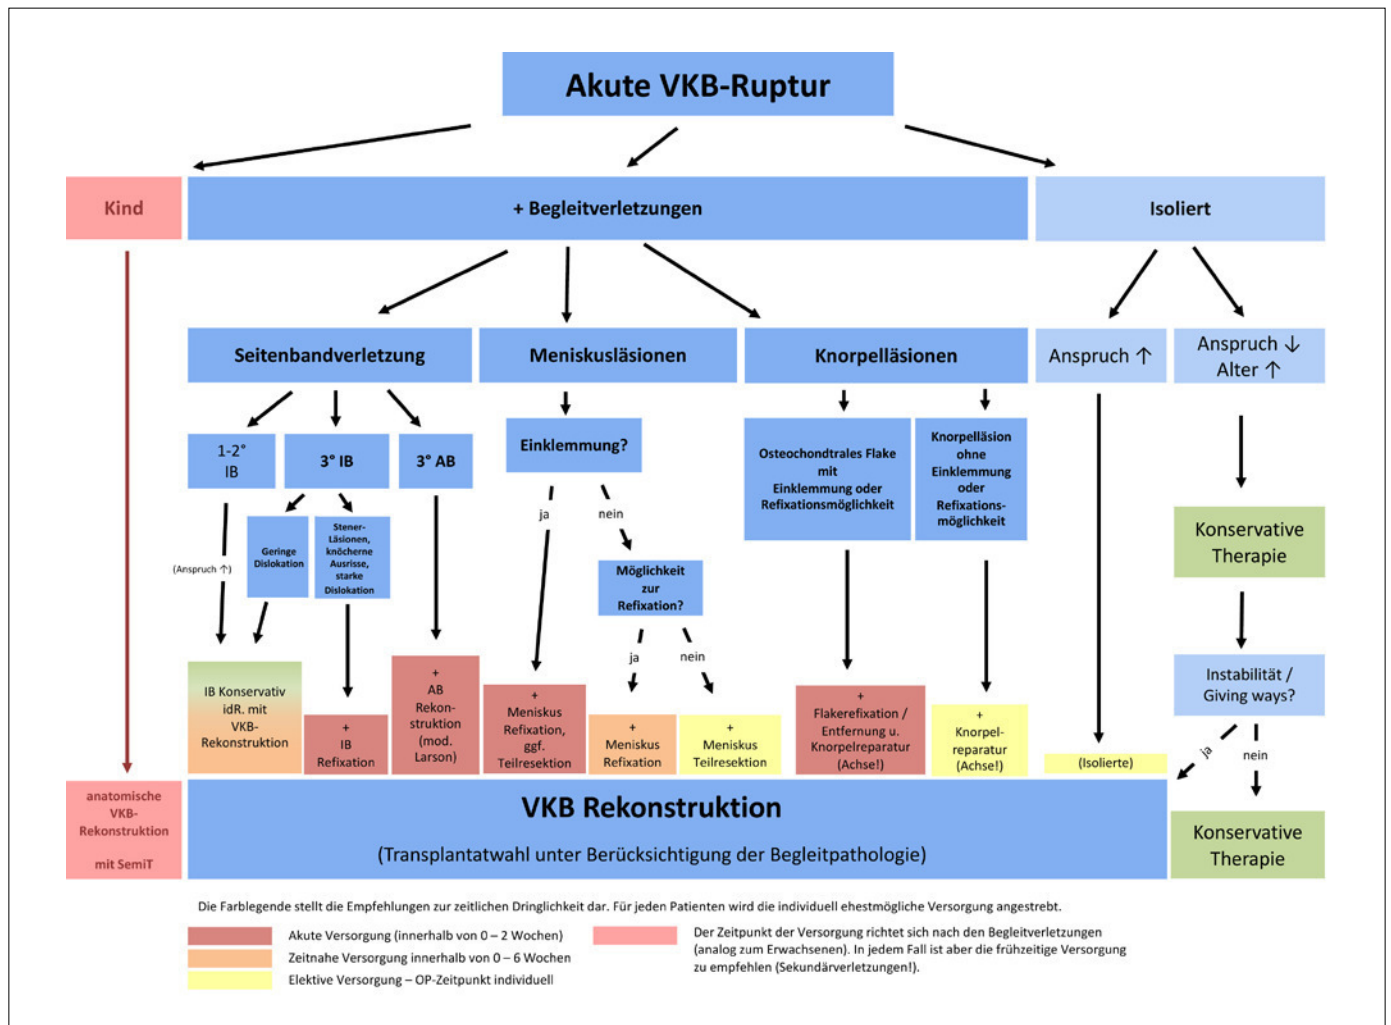 Akute VKB-Ruptur
Kind
+ Begleitverletzungen
Isoliert
Seitenbandverletzung
Meniskusläsionen
Knorpelläsionen
Anspruch ↑
Anspruch ↓
Alter ↑
1-2°
IB
3° IB
3° AB
Einklemmung?
Osteochondtrales Flake
mit
Einklemmung oder
Refixationsmöglichkeit
Knorpelläsion
ohne
Einklemmung
oder
Refixations-
möglichkeit
ja
nein
Geringe
Dislokation
Stener-
Läsionen,
knöcherne
Ausrisse,
starke
Dislokation
(Anspruch ↑)
Möglichkeit
zur
Refixation?
Konservative
Therapie
ja
nein
Instabilität /
Giving ways?
IB Konservativ
idR. mit
VKB-
Rekonstruktion
+
IB
Refixation
+
AB
Rekon-
struktion
(mod.
Larson)
+
Meniskus
Refixation,
ggf.
Teilresektion
+
Meniskus
Refixation
+
Meniskus
Teilresektion
+
Flakerefixation /
Entfernung u.
Knorpelreparatur
(Achse!)
+
Knorpel-
reparatur
(Achse!)
(Isolierte)
ja
nein
anatomische
VKB-
Rekonstruktion
mit SemiT
VKB Rekonstruktion
(Transplantatwahl unter Berücksichtigung der Begleitpathologie)
Konservative
Therapie
Die Farblegende stellt die Empfehlungen zur zeitlichen Dringlichkeit dar. Für jeden Patienten wird die individuell ehestmögliche Versorgung angestrebt.
Akute Versorgung (innerhalb von 0 – 2 Wochen)
Zeitnahe Versorgung innerhalb von 0 – 6 Wochen
Elektive Versorgung – OP-Zeitpunkt individuell
Der Zeitpunkt der Versorgung richtet sich nach den Begleitverletzungen
(analog zum Erwachsenen). In jedem Fall ist aber die frühzeitige Versorgung
zu empfehlen (Sekundärverletzungen!).